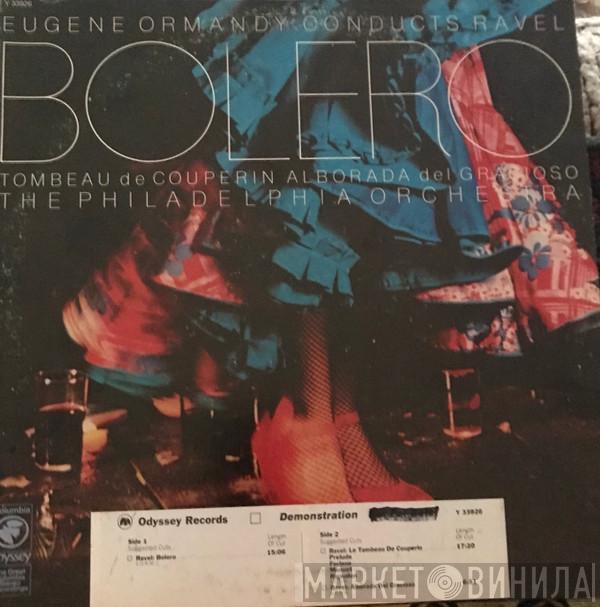 Y 33926
EUGENE ORMANDY CONDUCTS RAVEL
BOLERO
TOMBEAU de COUPERIN ALBORADA del GRACIOSO
THE PHILADELPHIA ORCHESTRA
Columbia
Odyssey
Odyssey Records Demonstration Y 33926
Side 1
Suggested Cuts
Length
Of Cut
Ravel: Bolero 15:06
Side 2
Suggested Cuts
Length
Of Cut
Ravel: Le Tombeau De Couperin 17:20
Prelude
МАРКЕТ ВИНИЛА